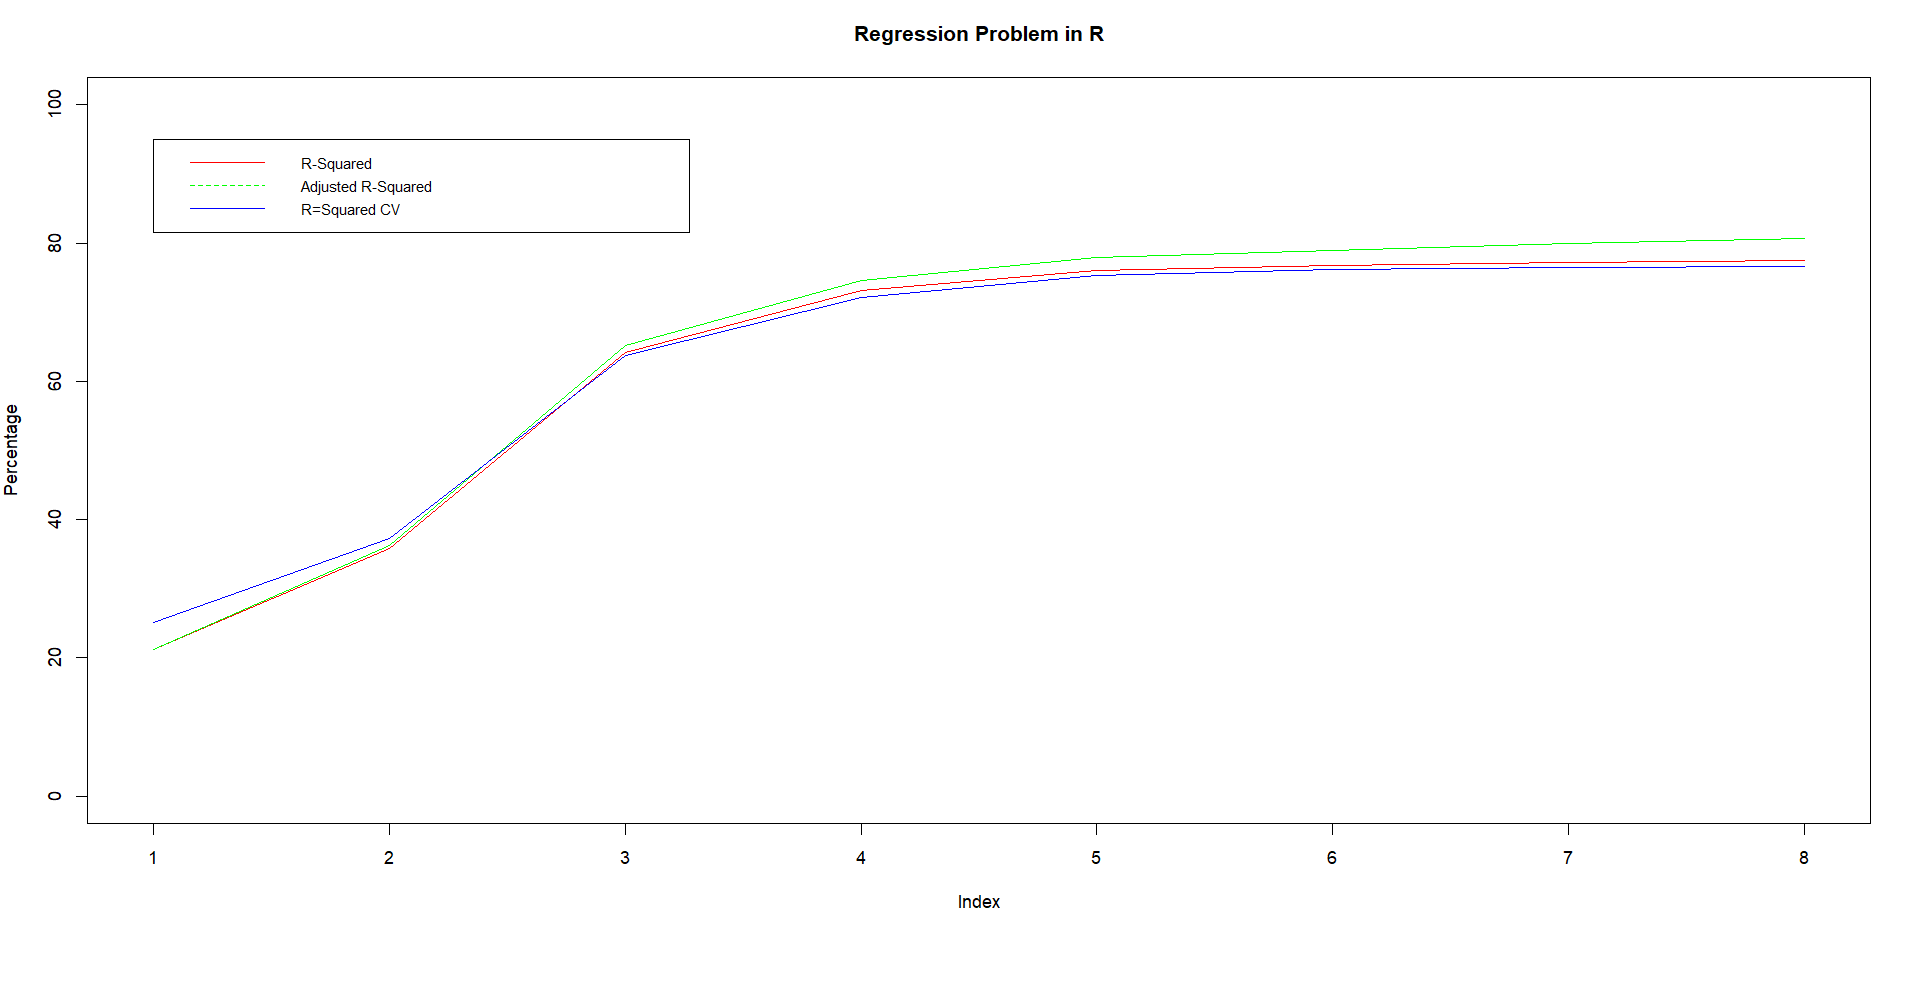 Regression Problem in R
100
80
60
40
20
0
Percentage
R-Squared
Adjusted R-Squared
R=Squared CV
1 2 3 4 5 6 7 8
Index